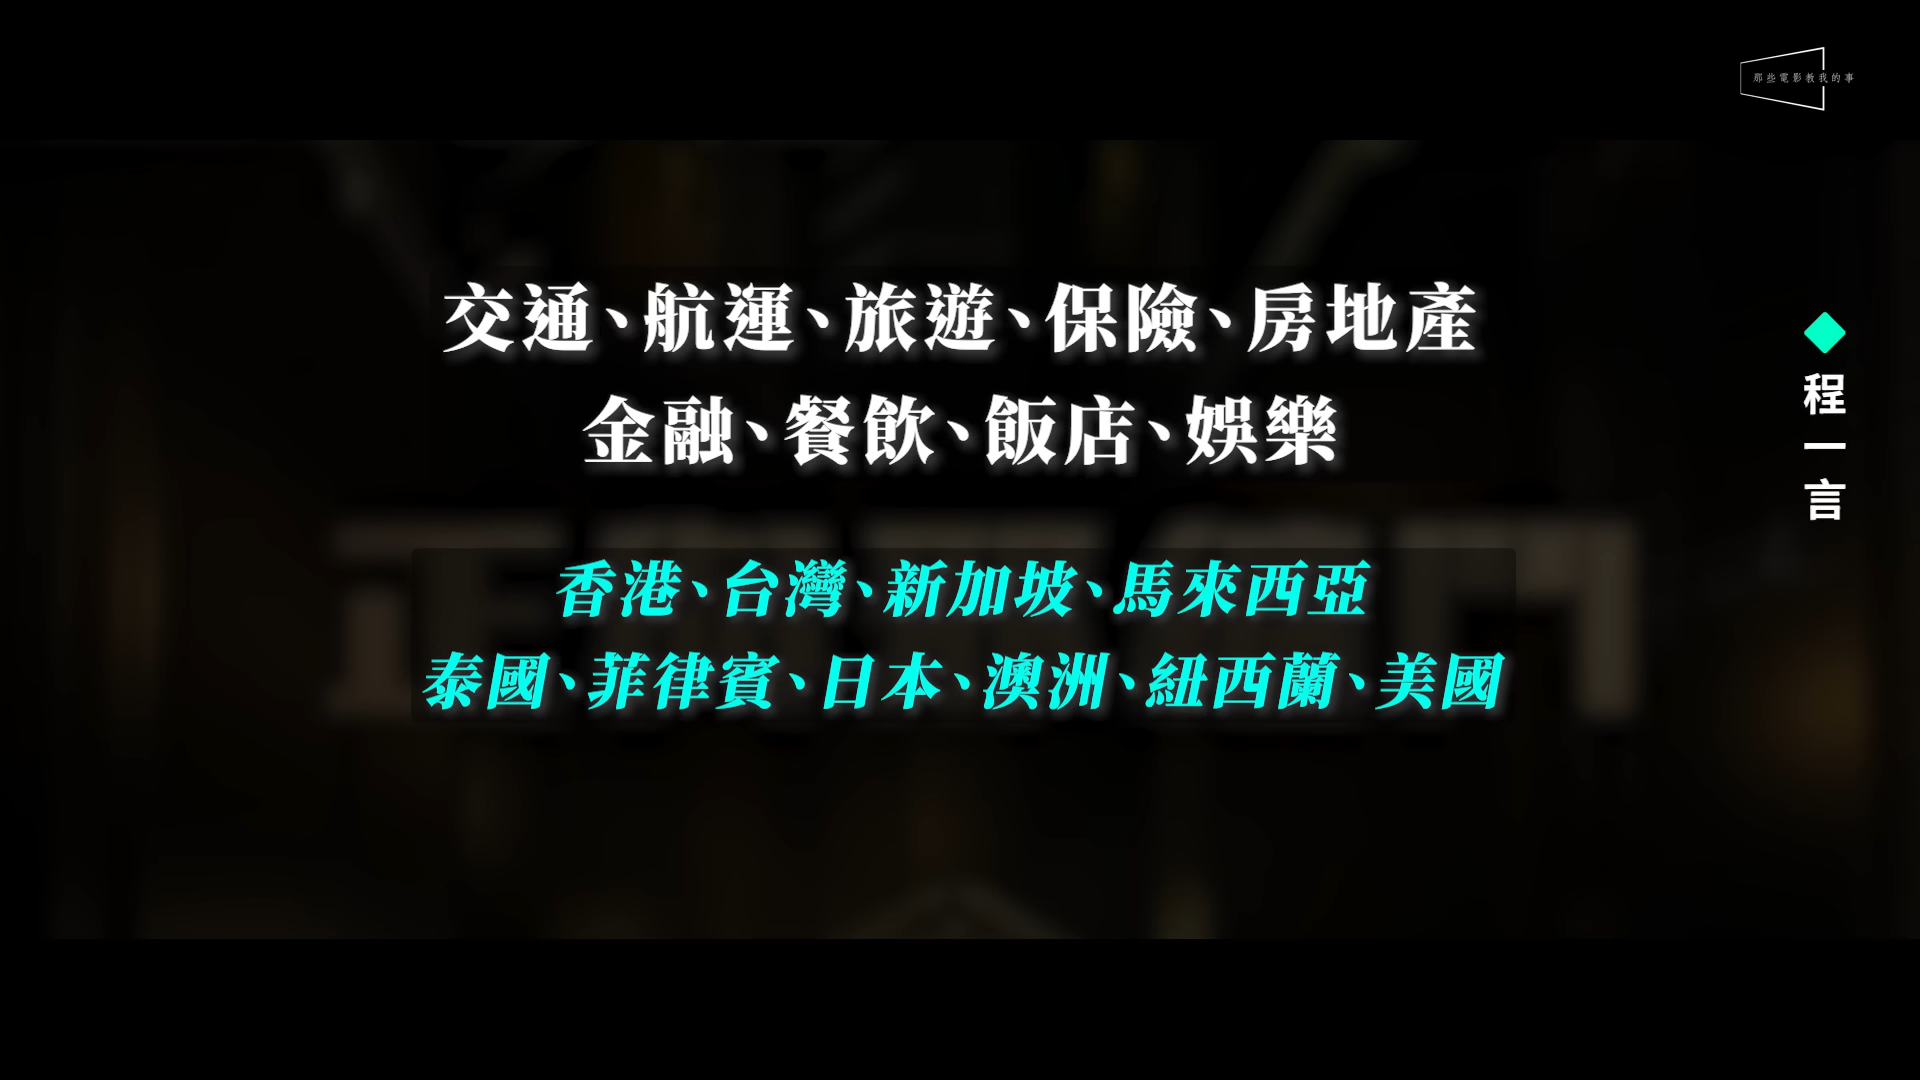 那些電影教我的事
交通、航運、旅遊、保險、房地產
金融、餐飲、飯店、娛樂
香港、台灣、新加坡、馬來西亞
泰國、菲律賓、日本、澳洲、紐西蘭、美國
程一言